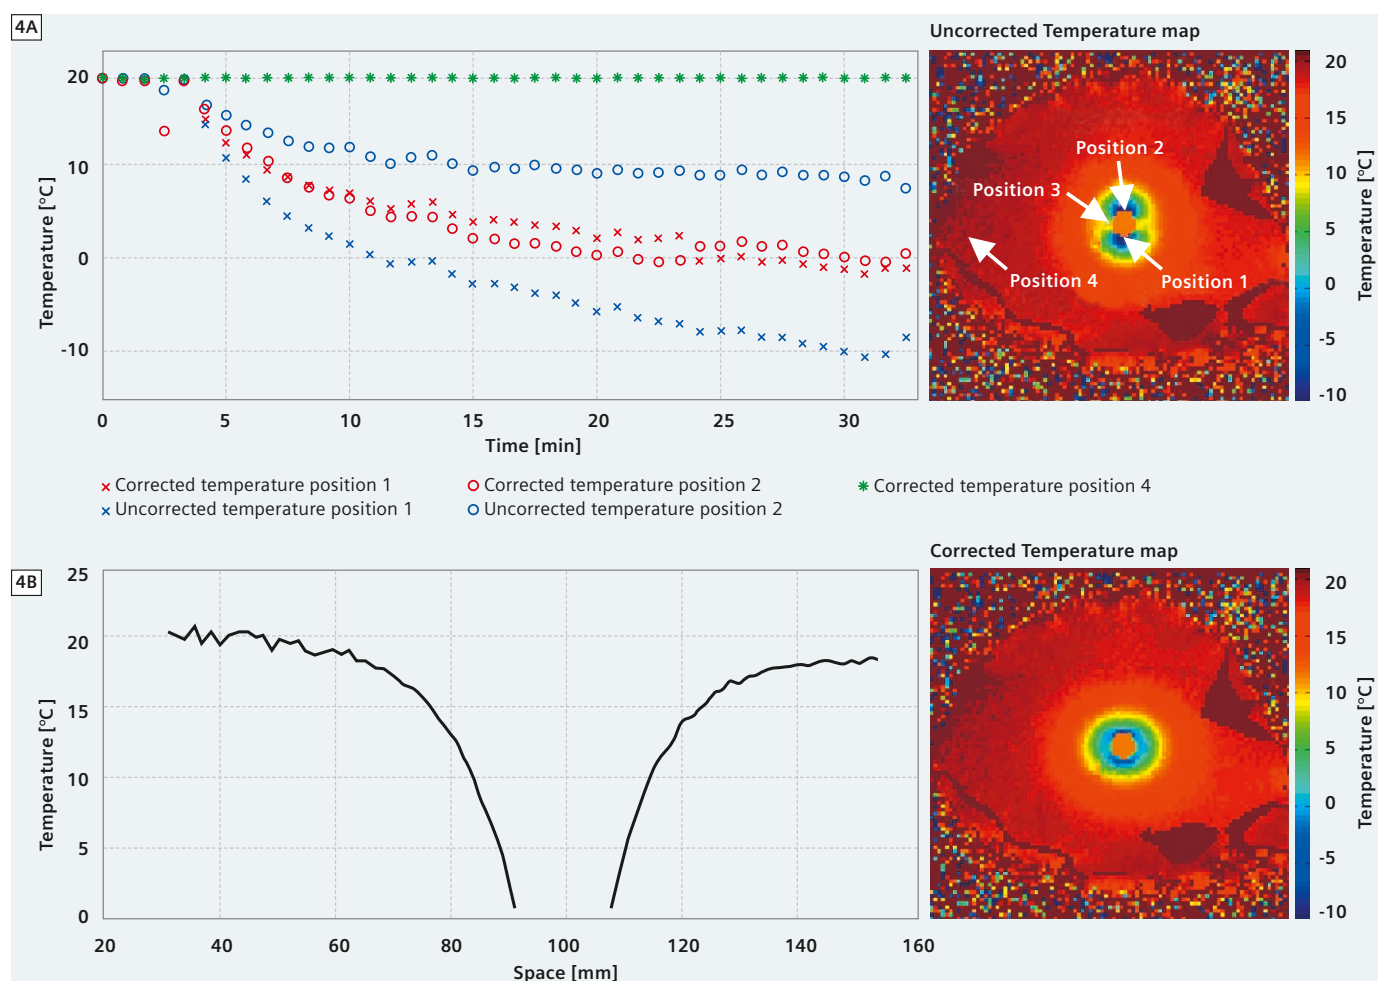 4A
Uncorrected Temperature map
20
10
0
-10
Temperature [°C]
0 5 10 15 20 25 30
Time [min]
Position 2
Position 3
Position 4
Position 1
20
15
10
5
0
-5
-10
Temperature [°C]
× Corrected temperature position 1
○ Corrected temperature position 2
✳ Corrected temperature position 4
× Uncorrected temperature position 1
○ Uncorrected temperature position 2
4B
Corrected Temperature map
25
20
15
10
5
0
Temperature [°C]
20 40 60 80 100 120 140 160
Space [mm]
20
15
10
5
0
-5
-10
Temperature [°C]